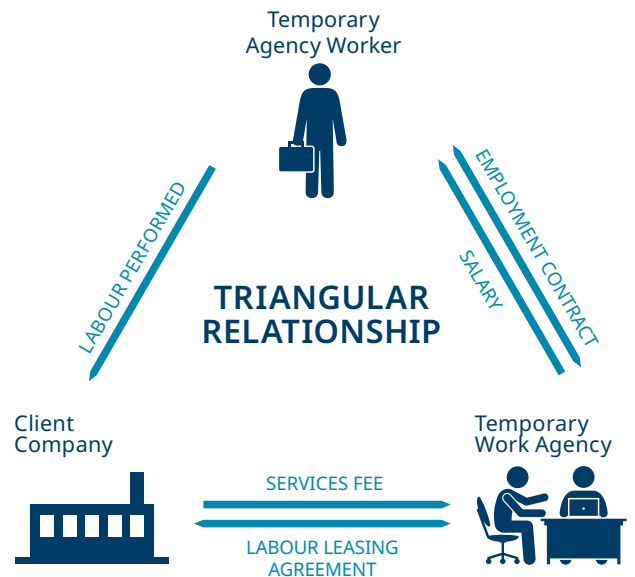 Temporary
Agency Worker
LABOUR PERFORMED
EMPLOYMENT CONTRACT
SALARY
TRIANGULAR
RELATIONSHIP
Client
Company
Temporary
Work Agency
SERVICES FEE
LABOUR LEASING
AGREEMENT